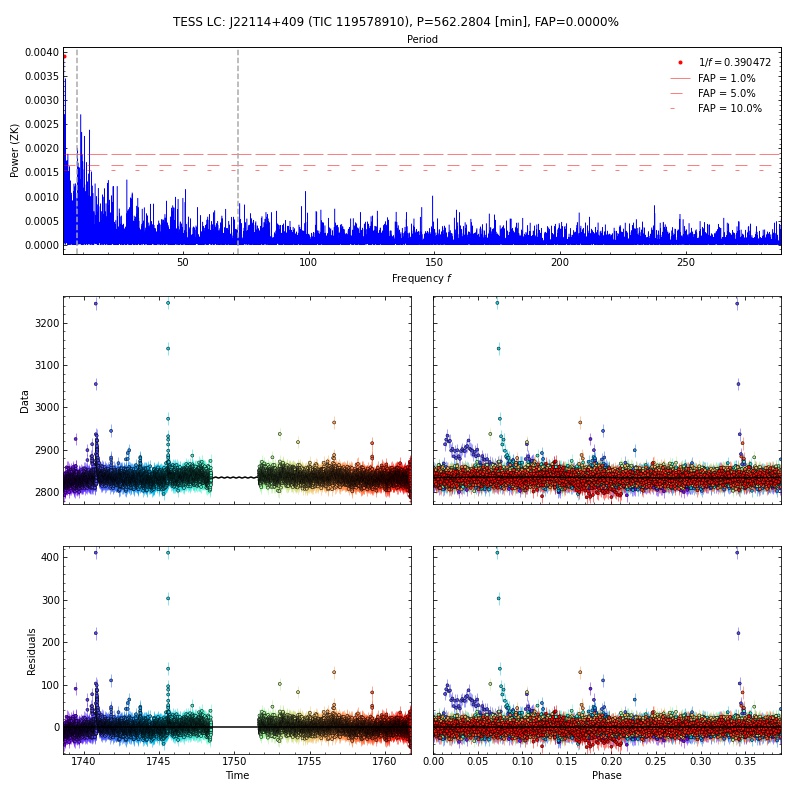 TESS LC: J22114+409 (TIC 119578910), P=562.2804 [min], FAP=0.0000%
Period
0.0040
0.0035
0.0030
0.0025
0.0020
0.0015
0.0010
0.0005
0.0000
Power (ZK)
1/f = 0.390472
FAP = 1.0%
FAP = 5.0%
FAP = 10.0%
50 100 150 200 250
Frequency f
3200
3100
3000
2900
2800
Data
400
300
200
100
0
Residuals
1740 1745 1750 1755 1760
Time
0.00 0.05 0.10 0.15 0.20 0.25 0.30 0.35
Phase